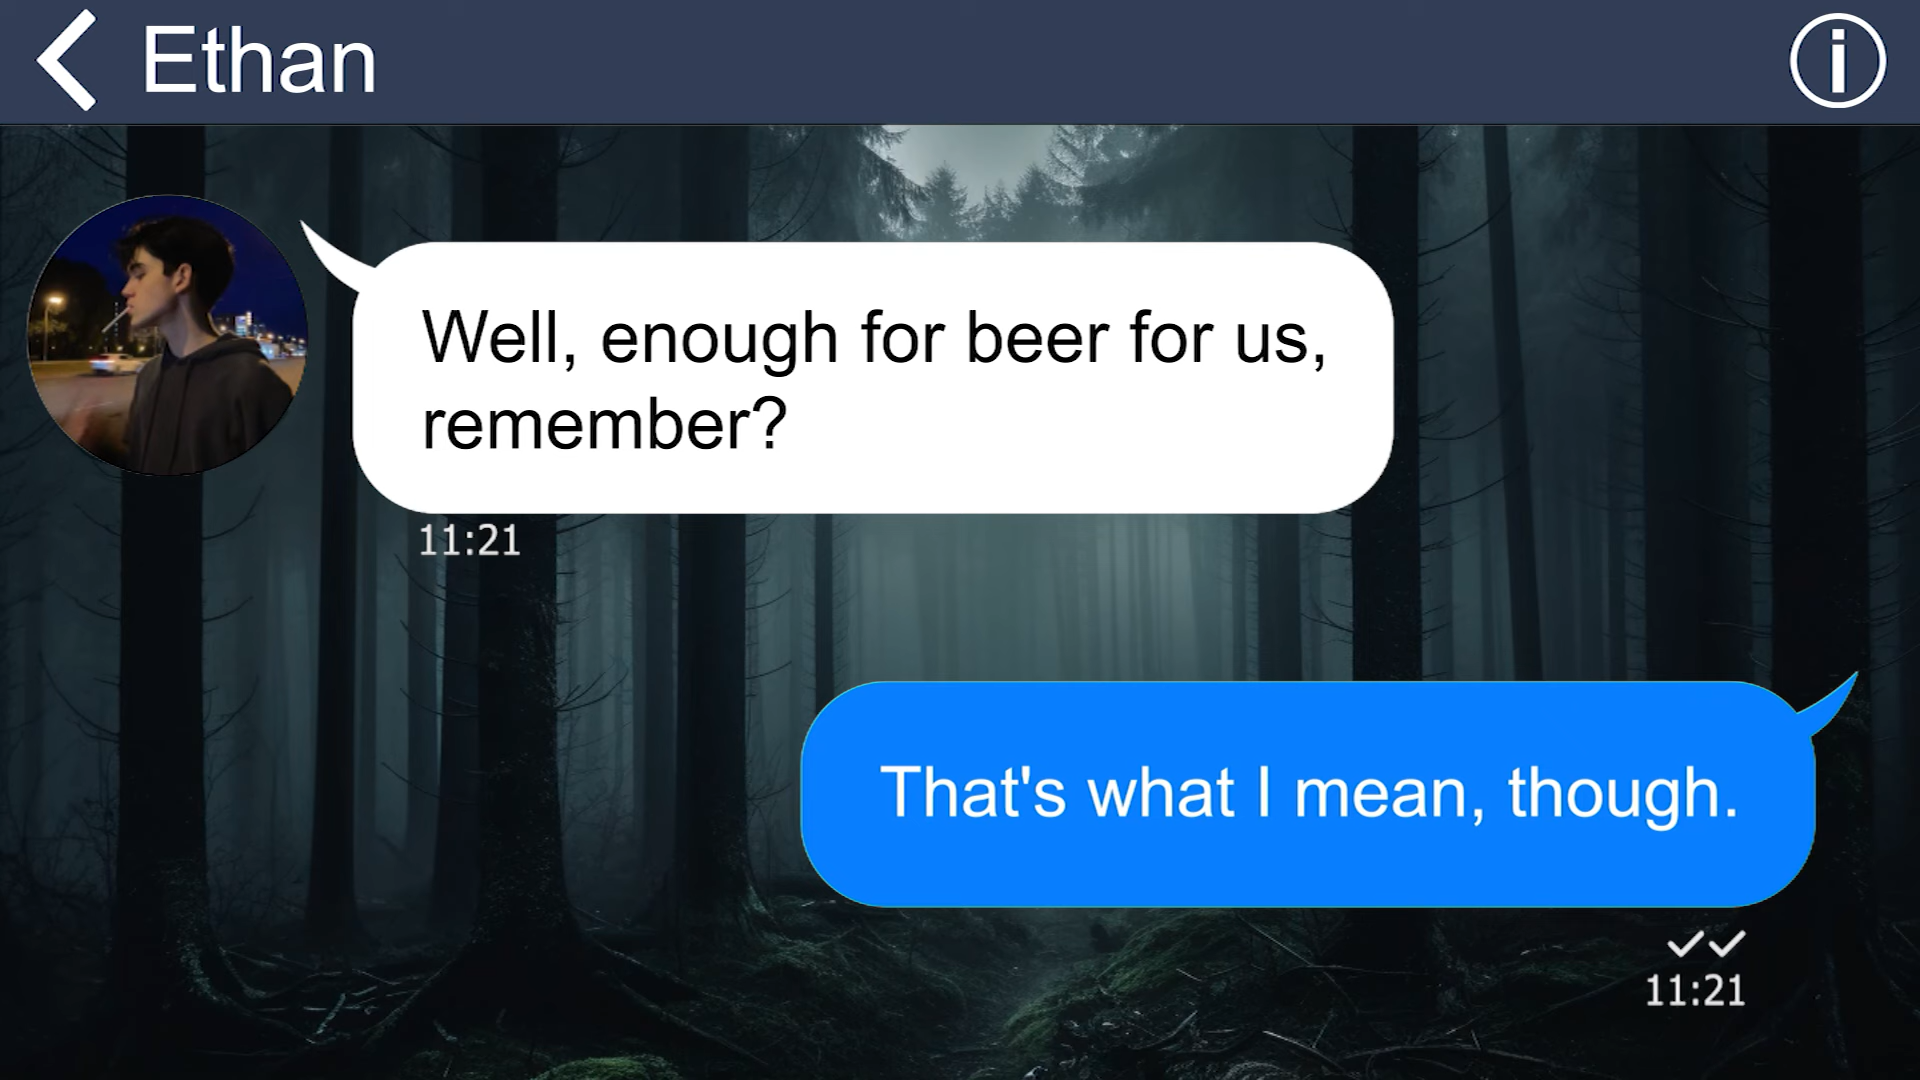 Ethan
Well, enough for beer for us,
remember?
11:21
That's what I mean, though.
11:21